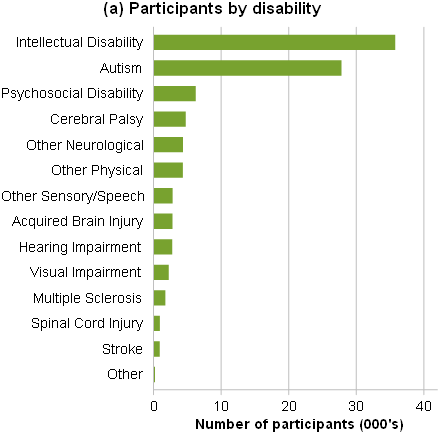 (a) Participants by disability
Intellectual Disability
Autism
Psychosocial Disability
Cerebral Palsy
Other Neurological
Other Physical
Other Sensory/Speech
Acquired Brain Injury
Hearing Impairment
Visual Impairment
Multiple Sclerosis
Spinal Cord Injury
Stroke
Other
0 10 20 30 40
Number of participants (000's)